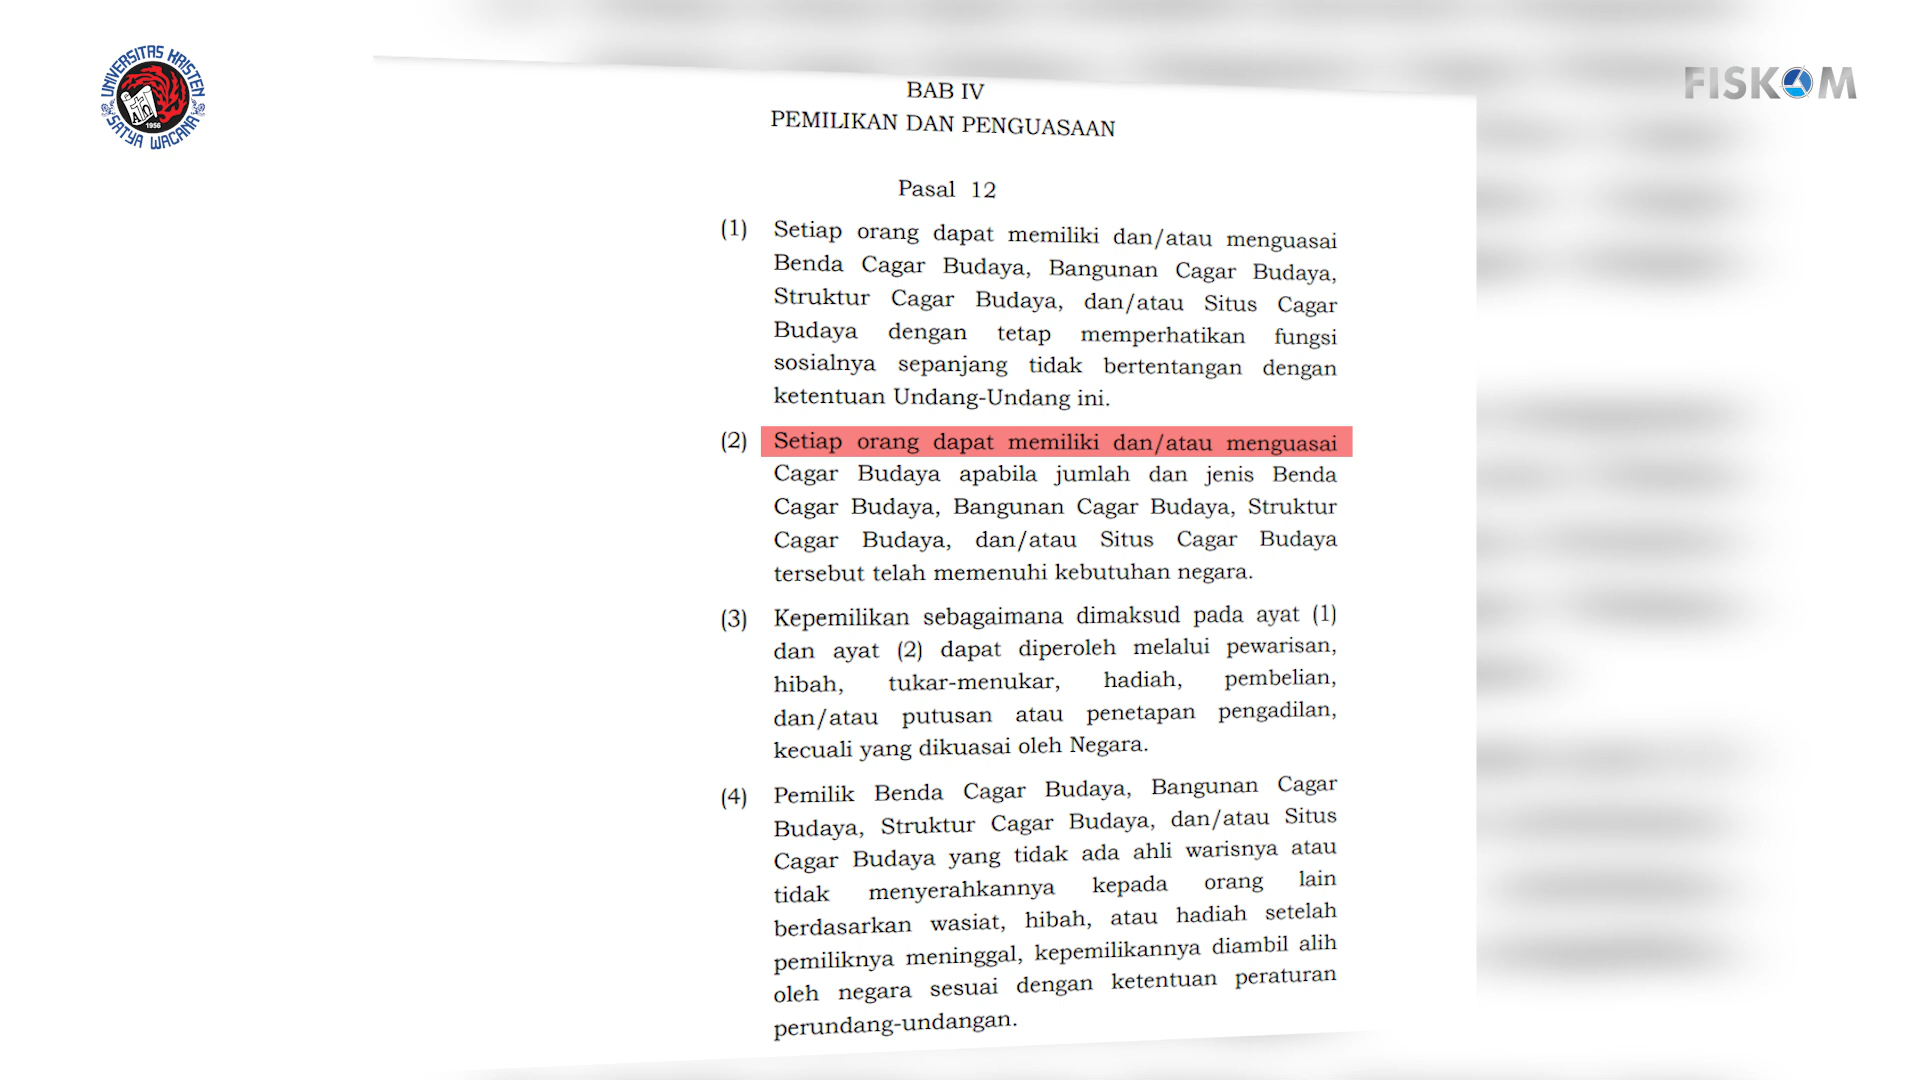 UNIVERSITAS KRISTEN
SATYA WACANA
1956
FISKOM
BAB IV
PEMILIKAN DAN PENGUASAAN
Pasal 12
(1) Setiap orang dapat memiliki dan/atau menguasai
Benda Cagar Budaya, Bangunan Cagar Budaya,
Struktur Cagar Budaya, dan/atau Situs Cagar
Budaya dengan tetap memperhatikan fungsi
sosialnya sepanjang tidak bertentangan dengan
ketentuan Undang-Undang ini.
(2) Setiap orang dapat memiliki dan/atau menguasai
Cagar Budaya apabila jumlah dan jenis Benda
Cagar Budaya, Bangunan Cagar Budaya, Struktur
Cagar Budaya, dan/atau Situs Cagar Budaya
tersebut telah memenuhi kebutuhan negara.
(3) Kepemilikan sebagaimana dimaksud pada ayat (1)
dan ayat (2) dapat diperoleh melalui pewarisan,
hibah, tukar-menukar, hadiah, pembelian,
dan/atau putusan atau penetapan pengadilan,
kecuali yang dikuasai oleh Negara.
(4) Pemilik Benda Cagar Budaya, Bangunan Cagar
Budaya, Struktur Cagar Budaya, dan/atau Situs
Cagar Budaya yang tidak ada ahli warisnya atau
tidak menyerahkannya kepada orang lain
berdasarkan wasiat, hibah, atau hadiah setelah
pemiliknya meninggal, kepemilikannya diambil alih
oleh negara sesuai dengan ketentuan peraturan
perundang-undangan.